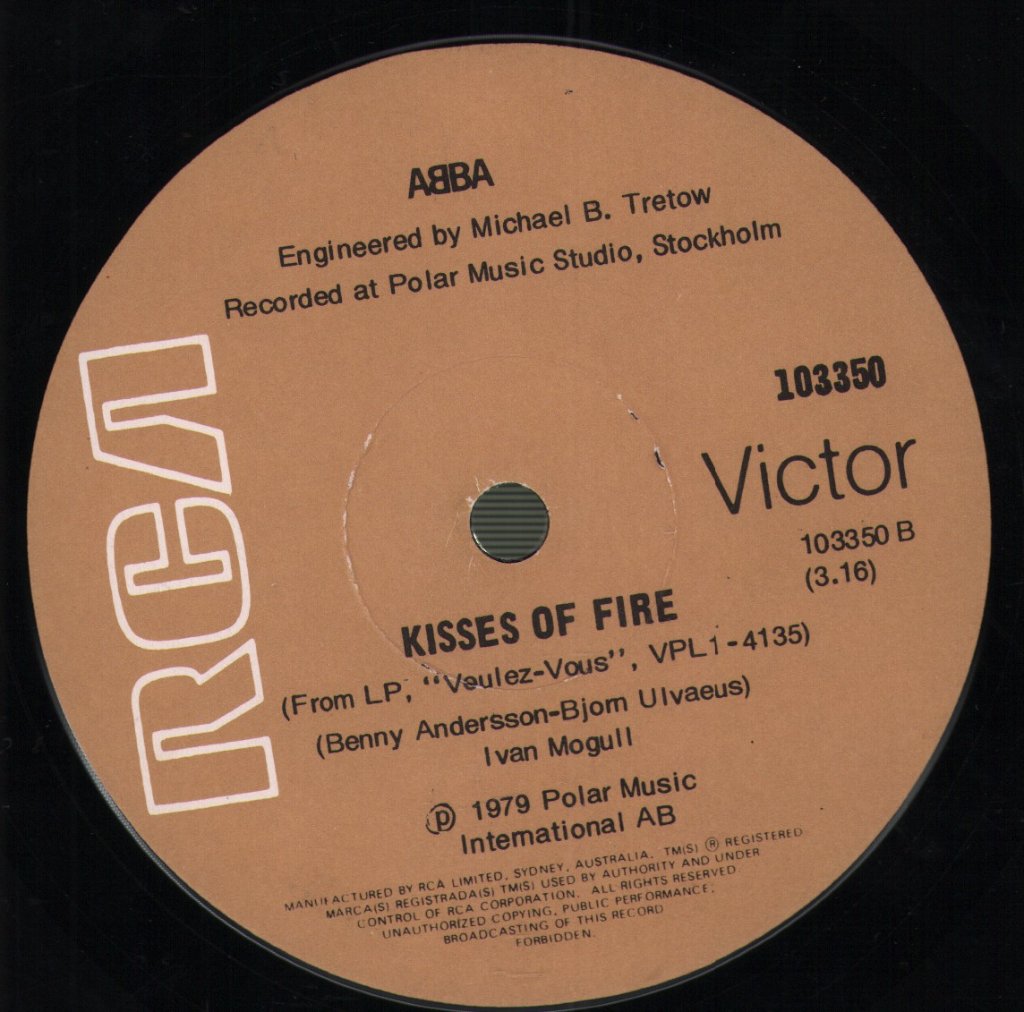 ABBA
Engineered by Michael B. Tretow
Recorded at Polar Music Studio, Stockholm
RCA
103350
Victor
103350 B
(3.16)
KISSES OF FIRE
(From LP, "Veulez-Vous", VPL1-4135)
(Benny Andersson-Bjorn Ulvaeus)
Ivan Mogull
℗ 1979 Polar Music
International AB
MANUFACTURED BY RCA LIMITED, SYDNEY, AUSTRALIA. TM(S) ® REGISTERED
MARCA(S) REGISTRADA(S) TM(S) USED BY AUTHORITY AND UNDER
CONTROL OF RCA CORPORATION. ALL RIGHTS RESERVED.
UNAUTHORIZED COPYING, PUBLIC PERFORMANCE,
BROADCASTING OF THIS RECORD
FORBIDDEN.